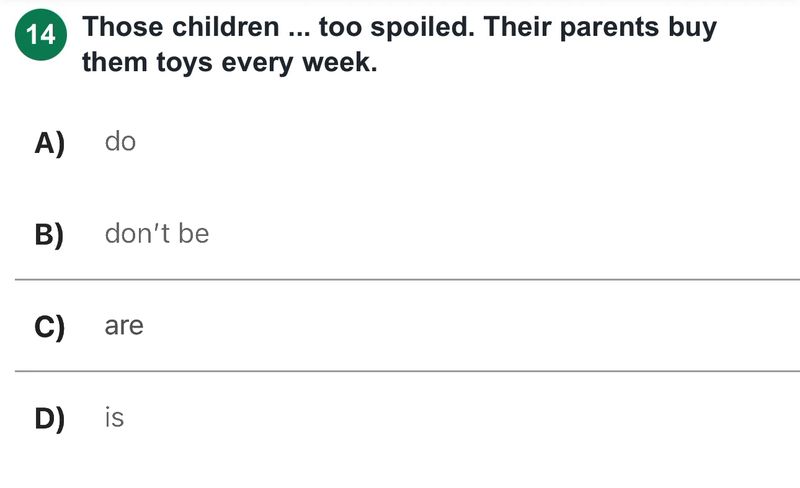 14 Those children ... too spoiled. Their parents buy
them toys every week.
A) do
B) don't be
C) are
D) is